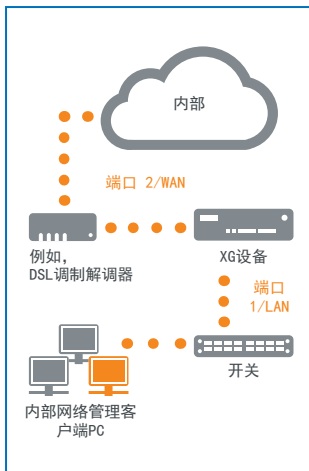 内部
端口 2/WAN
例如，
DSL调制解调器
XG设备
端口
1/LAN
开关
内部网络管理客
户端PC